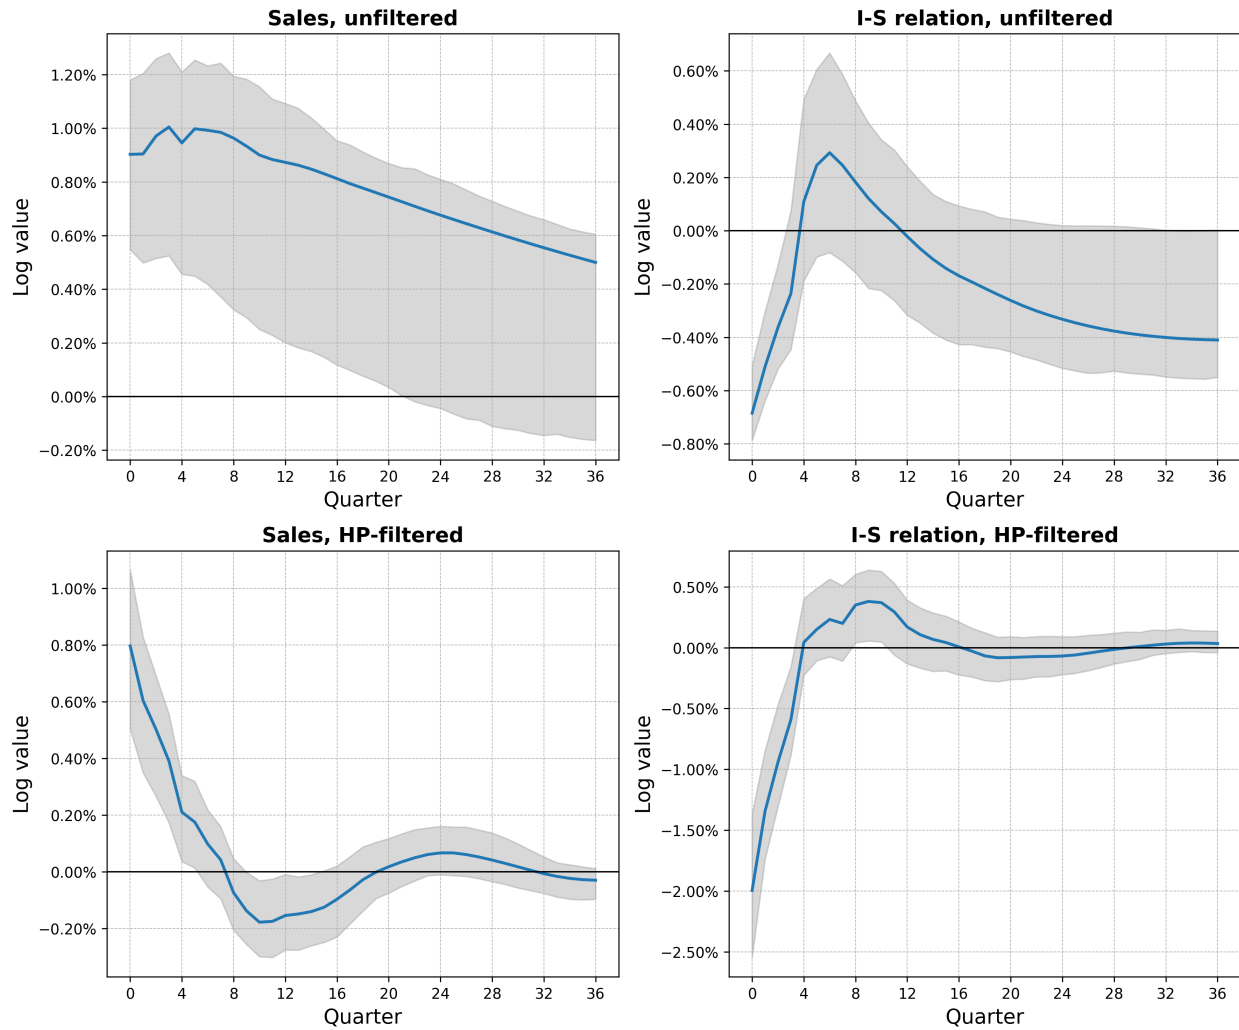 Sales, unfiltered
Log value
1.20%
1.00%
0.80%
0.60%
0.40%
0.20%
0.00%
−0.20%
0 4 8 12 16 20 24 28 32 36
Quarter
I-S relation, unfiltered
Log value
0.60%
0.40%
0.20%
0.00%
−0.20%
−0.40%
−0.60%
−0.80%
0 4 8 12 16 20 24 28 32 36
Quarter
Sales, HP-filtered
Log value
1.00%
0.80%
0.60%
0.40%
0.20%
0.00%
−0.20%
0 4 8 12 16 20 24 28 32 36
Quarter
I-S relation, HP-filtered
Log value
0.50%
0.00%
−0.50%
−1.00%
−1.50%
−2.00%
−2.50%
0 4 8 12 16 20 24 28 32 36
Quarter